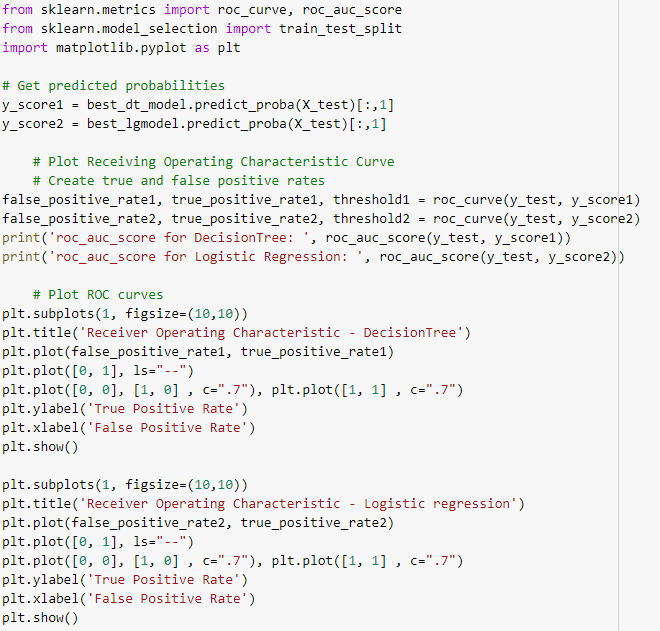 from sklearn.metrics import roc_curve, roc_auc_score
from sklearn.model_selection import train_test_split
import matplotlib.pyplot as plt

# Get predicted probabilities
y_score1 = best_dt_model.predict_proba(X_test)[:,1]
y_score2 = best_lgmodel.predict_proba(X_test)[:,1]

    # Plot Receiving Operating Characteristic Curve
    # Create true and false positive rates
false_positive_rate1, true_positive_rate1, threshold1 = roc_curve(y_test, y_score1)
false_positive_rate2, true_positive_rate2, threshold2 = roc_curve(y_test, y_score2)
print('roc_auc_score for DecisionTree: ', roc_auc_score(y_test, y_score1))
print('roc_auc_score for Logistic Regression: ', roc_auc_score(y_test, y_score2))

    # Plot ROC curves
plt.subplots(1, figsize=(10,10))
plt.title('Receiver Operating Characteristic - DecisionTree')
plt.plot(false_positive_rate1, true_positive_rate1)
plt.plot([0, 1], ls="--")
plt.plot([0, 0], [1, 0] , c=".7"), plt.plot([1, 1] , c=".7")
plt.ylabel('True Positive Rate')
plt.xlabel('False Positive Rate')
plt.show()

plt.subplots(1, figsize=(10,10))
plt.title('Receiver Operating Characteristic - Logistic regression')
plt.plot(false_positive_rate2, true_positive_rate2)
plt.plot([0, 1], ls="--")
plt.plot([0, 0], [1, 0] , c=".7"), plt.plot([1, 1] , c=".7")
plt.ylabel('True Positive Rate')
plt.xlabel('False Positive Rate')
plt.show()